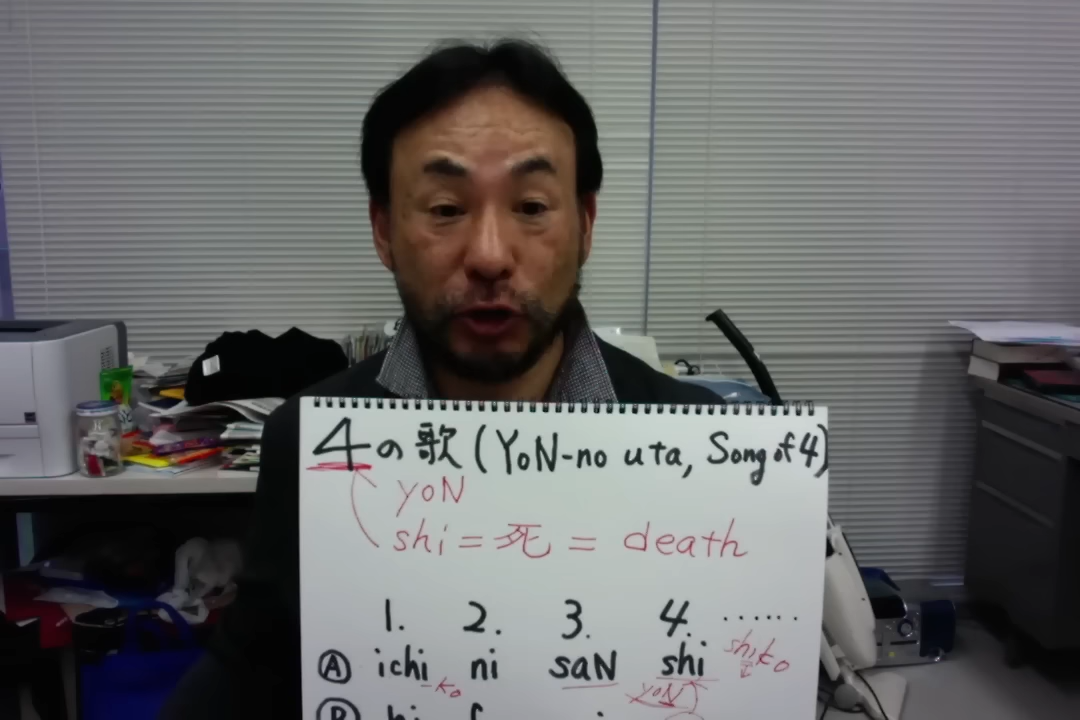 4の歌(YoN-no uta, Song of 4)
yoN
shi=死= death
1. 2. 3. 4. ......
Ⓐ ichi ni saN shi shiko
-ko yoN
Ⓑ